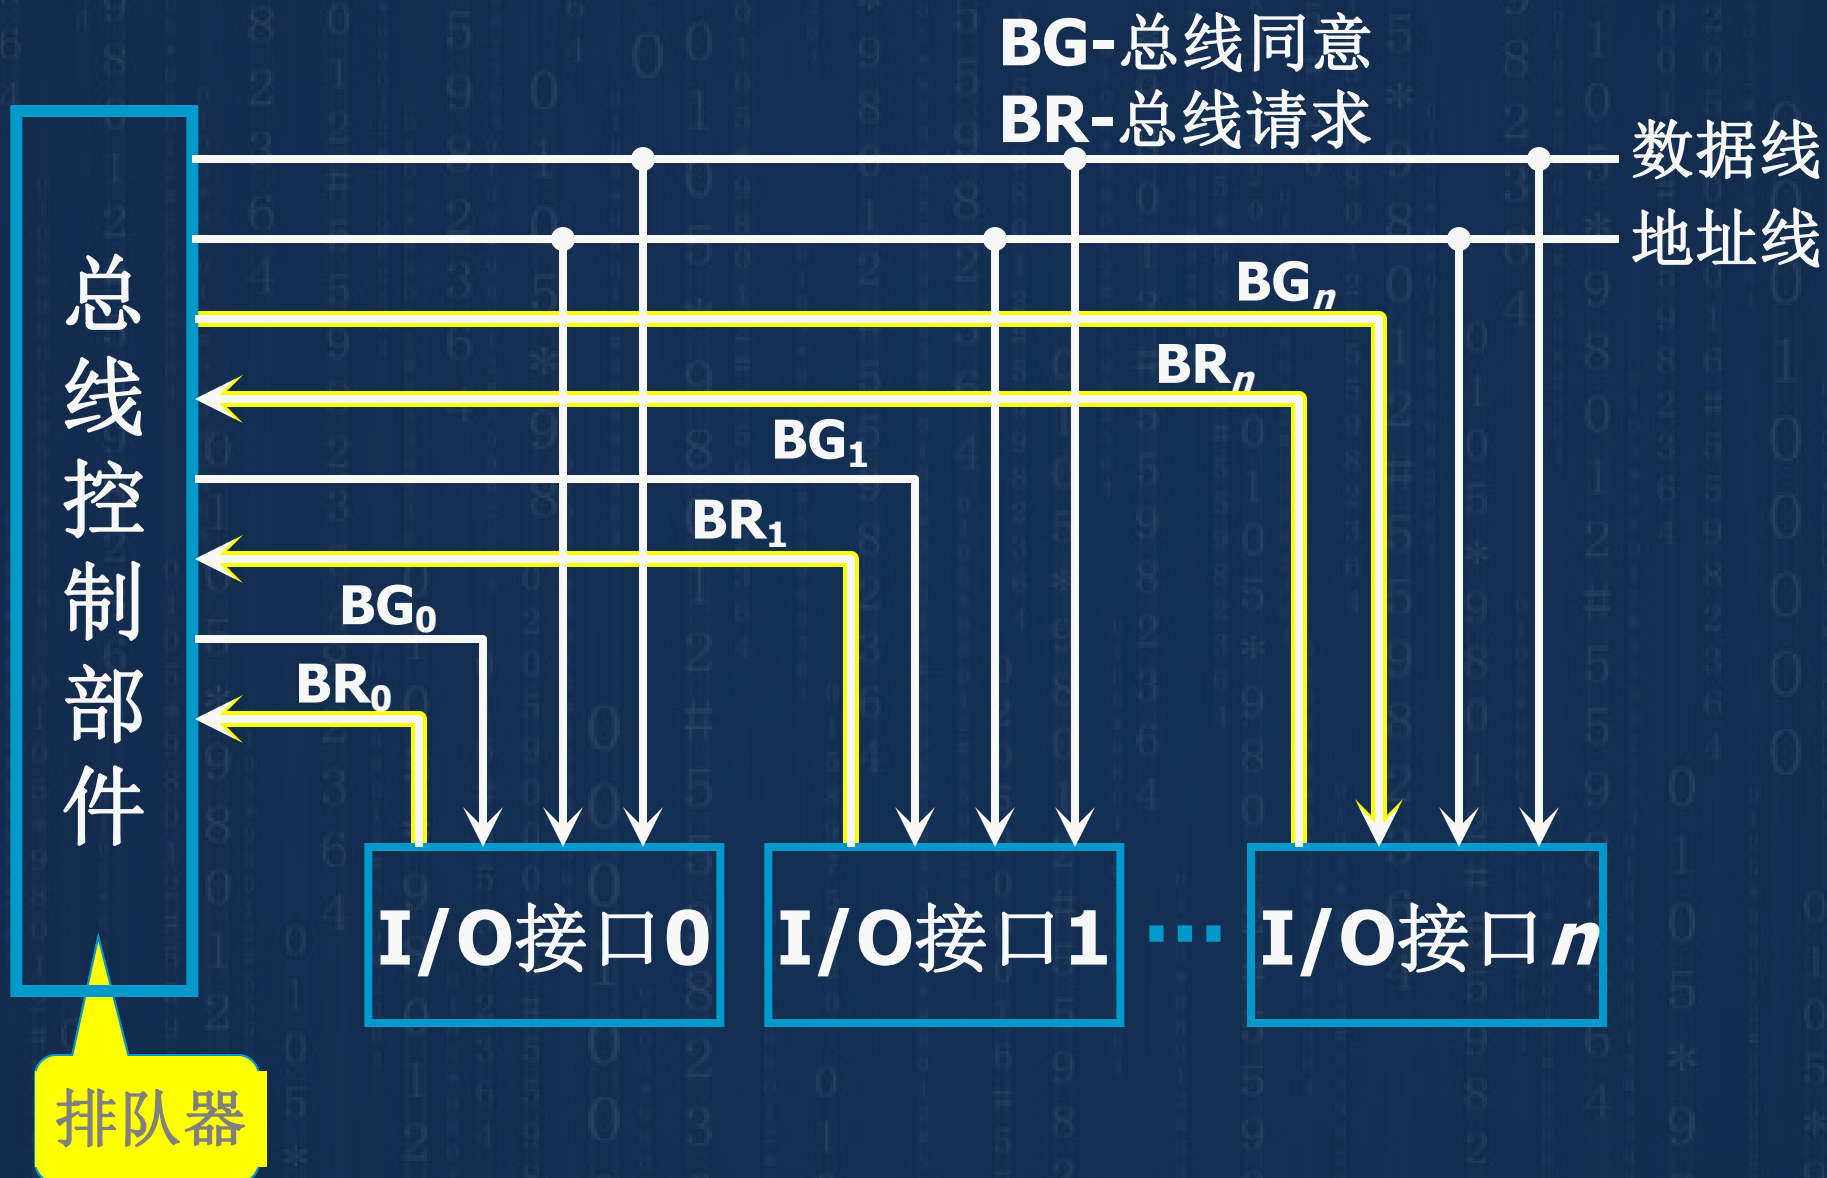 BG-总线同意
BR-总线请求
数据线
地址线
BGn
BRn
BG1
BR1
BG0
BR0
总线控制部件
I/O接口0
I/O接口1
...
I/O接口n
排队器